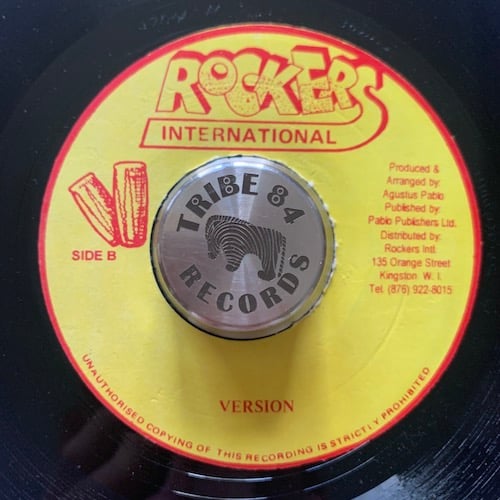 ROCKERS
INTERNATIONAL
Produced &
Arranged by:
Agustus Pablo
Published by:
Pablo Publishers Ltd.
Distributed by:
Rockers Intl.
135 Orange Street
Kingston W. I.
Tel. (876) 922-8015
SIDE B
TRIBE 84
RECORDS
VERSION
UNAUTHORISED COPYING OF THIS RECORDING IS STRICTLY PROHIBITED